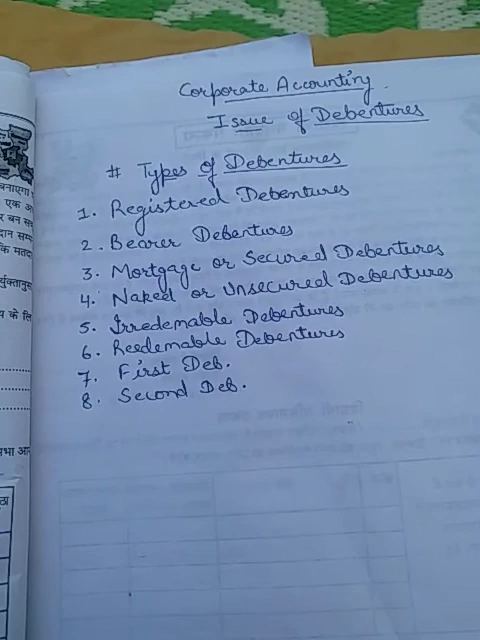 Corporate Accounting.
Issue of Debentures
# Types of Debentures
1. Registered Debentures
2. Bearer Debentures
3. Mortgage or Secured Debentures
4. Naked or Unsecured Debentures
5. Irredemable Debentures
6. Reedemable Debentures
7. First Deb.
8. Second Deb.